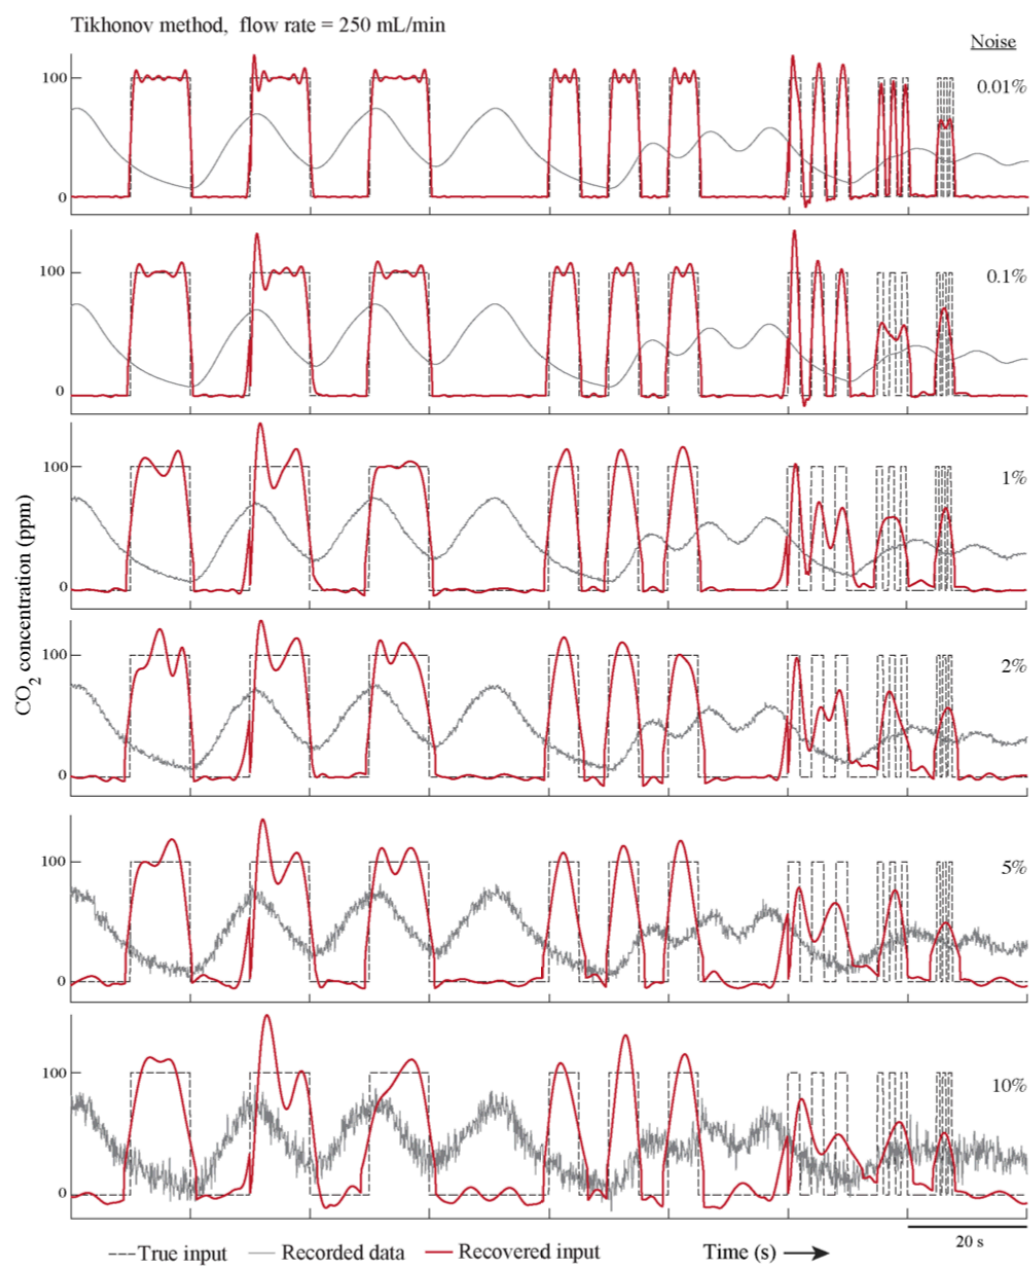 Tikhonov method, flow rate = 250 mL/min
Noise
100
0.01%
0
100
0.1%
0
100
1%
0
CO2 concentration (ppm)
100
2%
0
100
5%
0
100
10%
0
True input
Recorded data
Recovered input
Time (s)
20 s